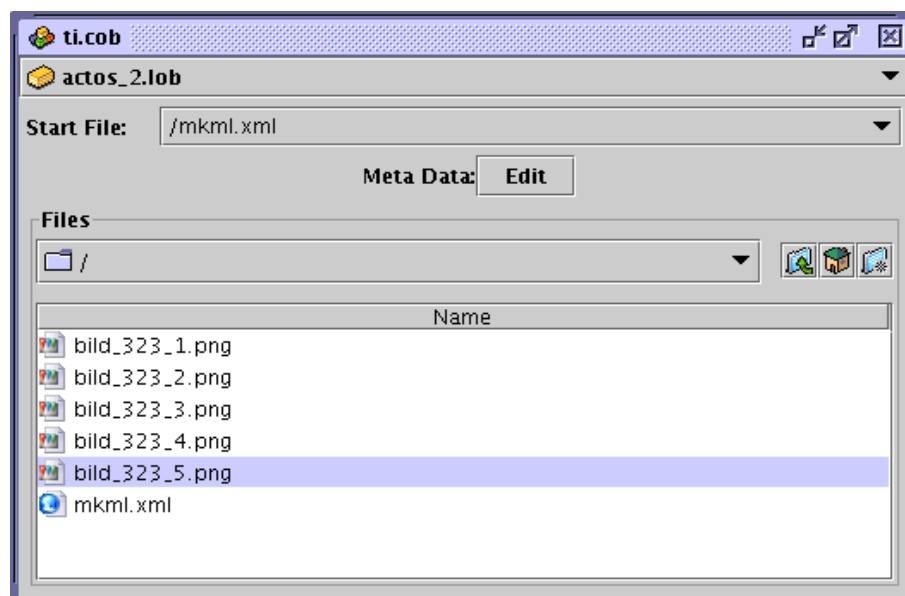 ti.cob
actos_2.lob
Start File: /mkml.xml
Meta Data: Edit
Files
/
Name
bild_323_1.png
bild_323_2.png
bild_323_3.png
bild_323_4.png
bild_323_5.png
mkml.xml